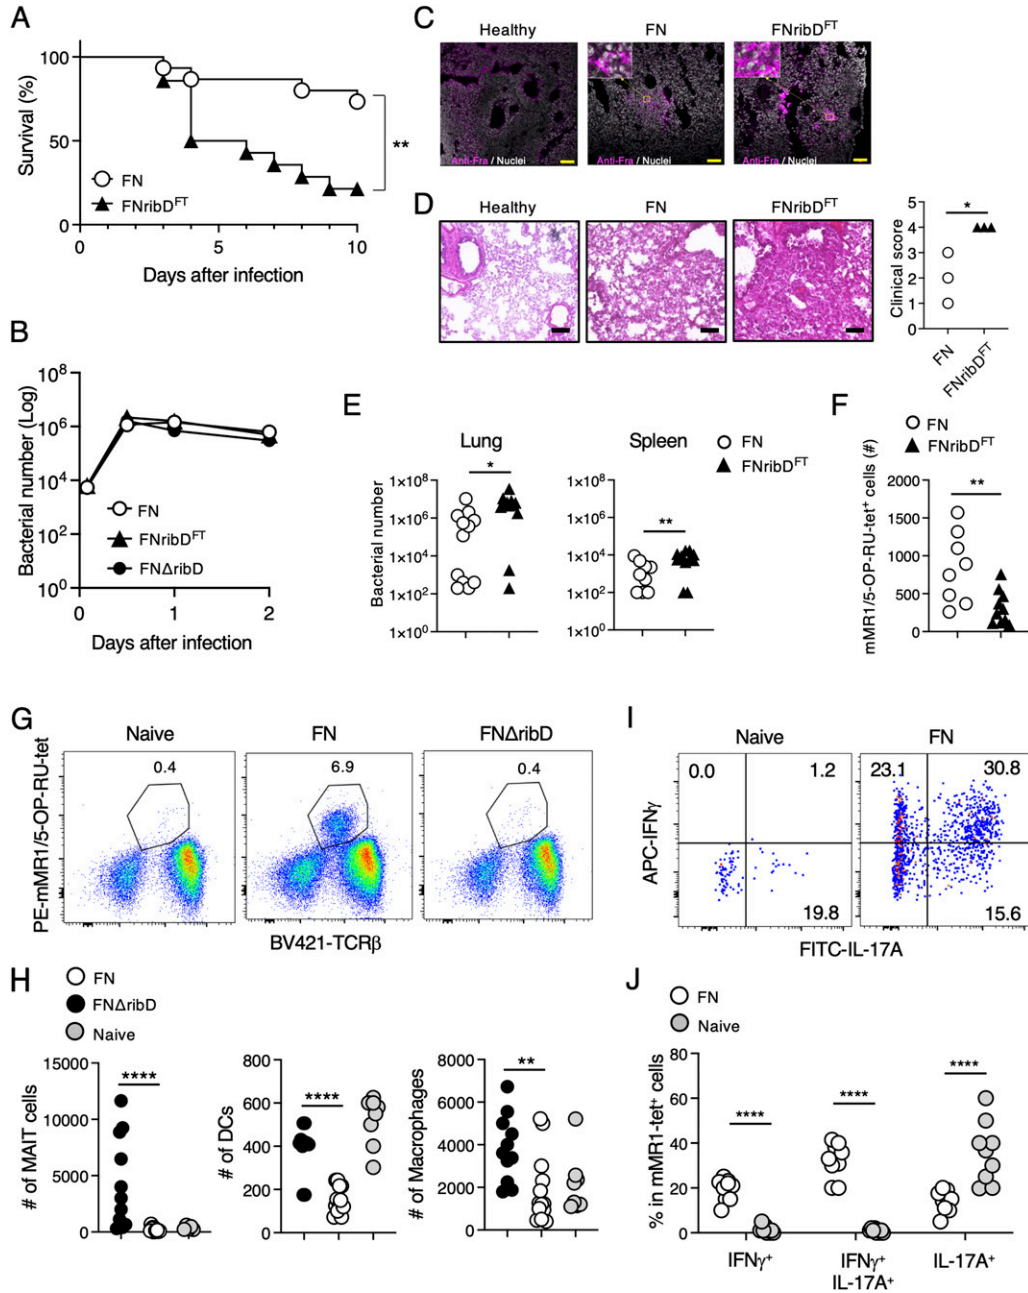 A
Survival (%)
100
50
0
0
5
10
Days after infection
FN
FNribD^FT
**
B
Bacterial number (Log)
10^8
10^6
10^4
10^2
10^0
0
1
2
Days after infection
FN
FNribD^FT
FNΔribD
C
Healthy
FN
FNribD^FT
Anti-Fra / Nuclei
Anti-Fra / Nuclei
Anti-Fra / Nuclei
D
Healthy
FN
FNribD^FT
Clinical score
5
4
3
2
1
0
*
FN
FNribD^FT
E
Lung
Spleen
FN
FNribD^FT
Bacterial number
1×10^8
1×10^6
1×10^4
1×10^2
1×10^0
*
1×10^8
1×10^6
1×10^4
1×10^2
1×10^0
**
F
FN
FNribD^FT
mMR1/5-OP-RU-tet^+ cells (#)
2000
1500
1000
500
0
**
G
Naive
FN
FNΔribD
0.4
6.9
0.4
PE-mMR1/5-OP-RU-tet
BV421-TCRβ
I
Naive
FN
0.0
1.2
19.8
23.1
30.8
15.6
APC-IFNγ
FITC-IL-17A
H
FN
FNΔribD
Naive
# of MAIT cells
15000
10000
5000
0
****
# of DCs
800
600
400
200
0
****
# of Macrophages
8000
6000
4000
2000
0
**
J
FN
Naive
% in mMR1-tet^+ cells
80
60
40
20
0
****
****
****
IFNγ^+
IFNγ^+
IL-17A^+
IL-17A^+